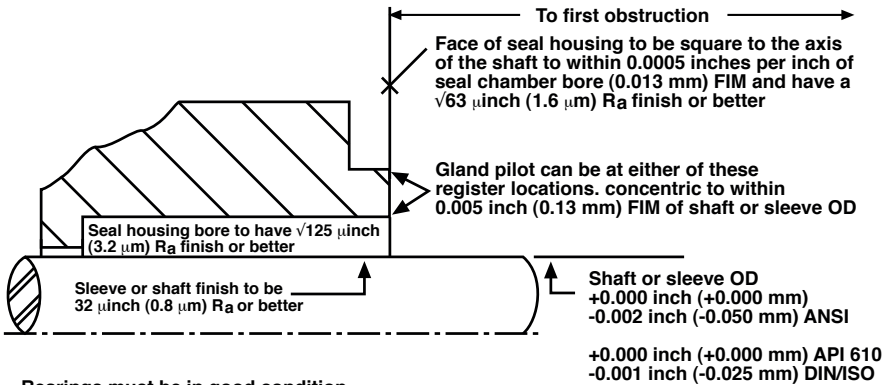 To first obstruction
Face of seal housing to be square to the axis
of the shaft to within 0.0005 inches per inch of
seal chamber bore (0.013 mm) FIM and have a
√63 μinch (1.6 μm) Ra finish or better
Gland pilot can be at either of these
register locations. concentric to within
0.005 inch (0.13 mm) FIM of shaft or sleeve OD
Seal housing bore to have √125 μinch
(3.2 μm) Ra finish or better
Sleeve or shaft finish to be
32 μinch (0.8 μm) Ra or better
Shaft or sleeve OD
+0.000 inch (+0.000 mm)
-0.002 inch (-0.050 mm) ANSI
+0.000 inch (+0.000 mm) API 610
-0.001 inch (-0.025 mm) DIN/ISO
Bearings must be in good condition